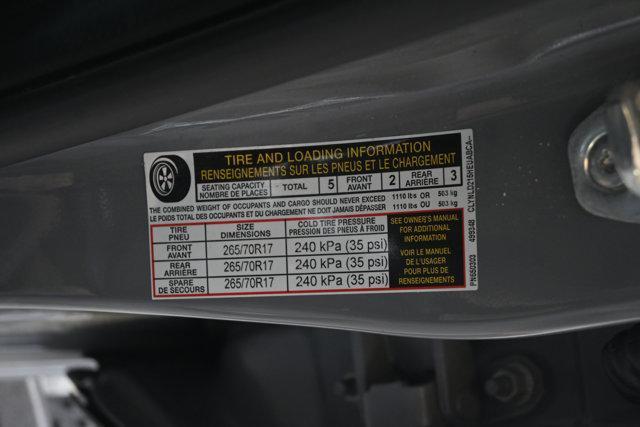 TIRE AND LOADING INFORMATION
RENSEIGNEMENTS SUR LES PNEUS ET LE CHARGEMENT
SEATING CAPACITY
NOMBRE DE PLACES
TOTAL 5 FRONT AVANT 2 REAR ARRIÈRE 3
THE COMBINED WEIGHT OF OCCUPANTS AND CARGO SHOULD NEVER EXCEED 1110 lbs OR 503 kg
LE POIDS TOTAL DES OCCUPANTS ET DU CHARGEMENT NE DOIT JAMAIS DÉPASSER 1110 lbs OU 503 kg
TIRE PNEU SIZE DIMENSIONS COLD TIRE PRESSURE PRESSION DES PNEUS À FROID
FRONT AVANT 265/70R17 240 kPa (35 psi)
REAR ARRIÈRE 265/70R17 240 kPa (35 psi)
SPARE DE SECOURS 265/70R17 240 kPa (35 psi)
SEE OWNER'S MANUAL
FOR ADDITIONAL
INFORMATION
VOIR LE MANUEL
DE L'USAGER
POUR PLUS DE
RENSEIGNEMENTS
499348